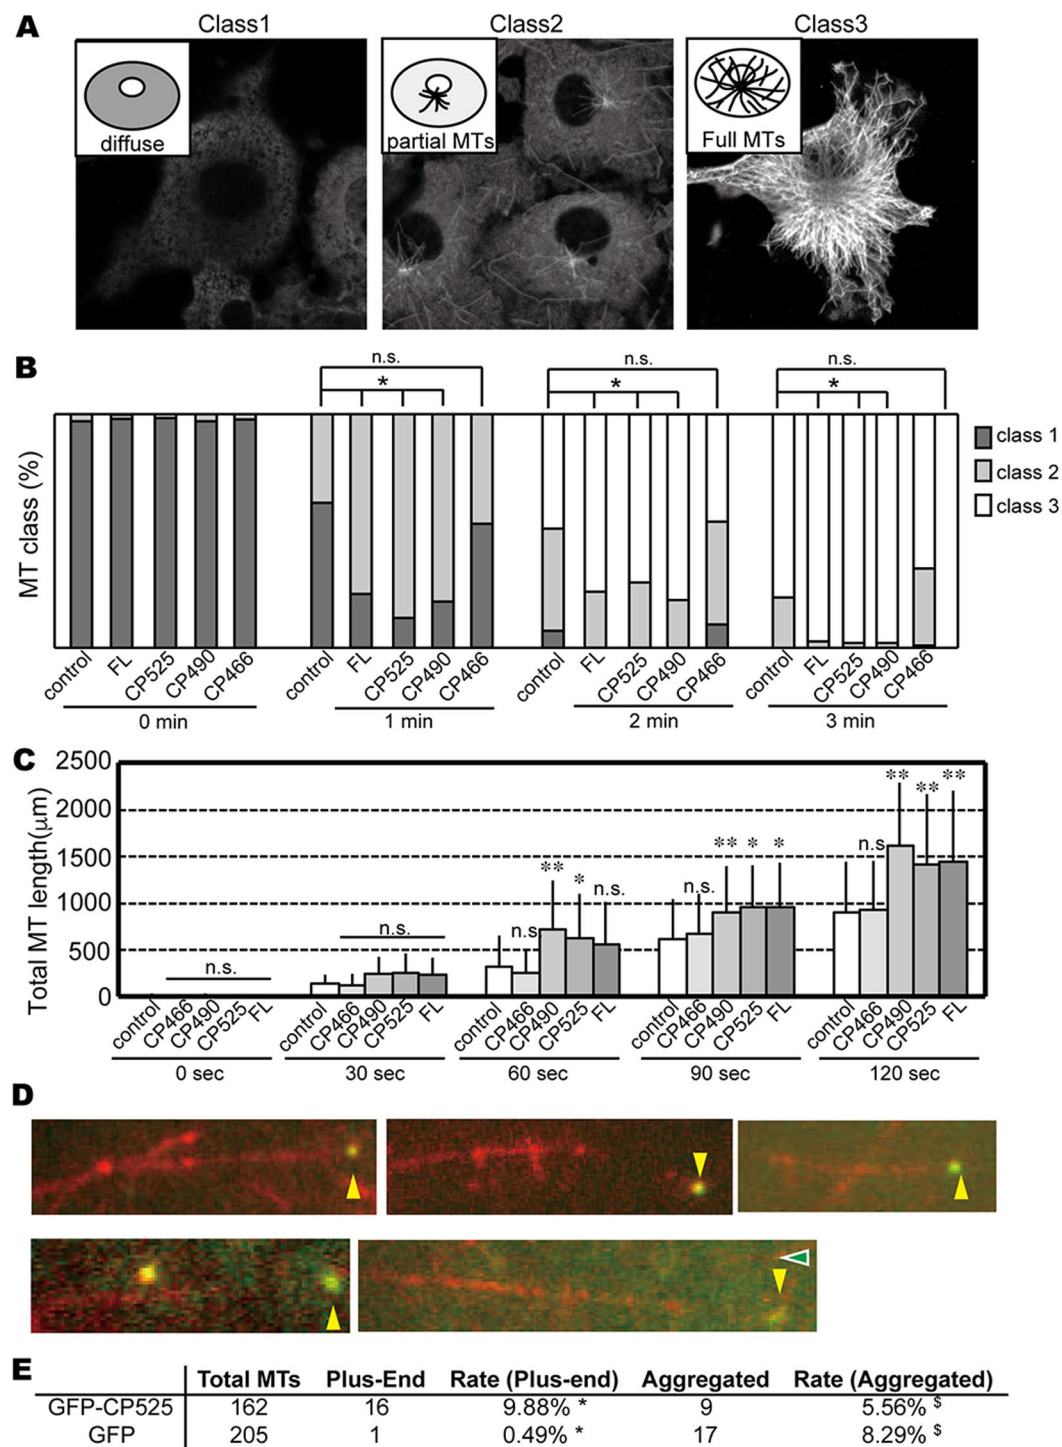 A
Class1
Class2
Class3
diffuse
partial MTs
Full MTs
B
n.s.
n.s.
n.s.
*
*
*
MT class (%)
class 1
class 2
class 3
control
FL
CP525
CP490
CP466
control
FL
CP525
CP490
CP466
control
FL
CP525
CP490
CP466
control
FL
CP525
CP490
CP466
0 min
1 min
2 min
3 min
C
Total MT length(μm)
2500
2000
1500
1000
500
0
n.s.
n.s.
n.s
**
*
n.s.
n.s.
**
*
*
n.s
**
**
**
control
CP466
CP490
CP525
FL
control
CP466
CP490
CP525
FL
control
CP466
CP490
CP525
FL
control
CP466
CP490
CP525
FL
control
CP466
CP490
CP525
FL
0 sec
30 sec
60 sec
90 sec
120 sec
D
E
Total MTs Plus-End Rate (Plus-end) Aggregated Rate (Aggregated)
GFP-CP525 162 16 9.88% * 9 5.56% $
GFP 205 1 0.49% * 17 8.29% $